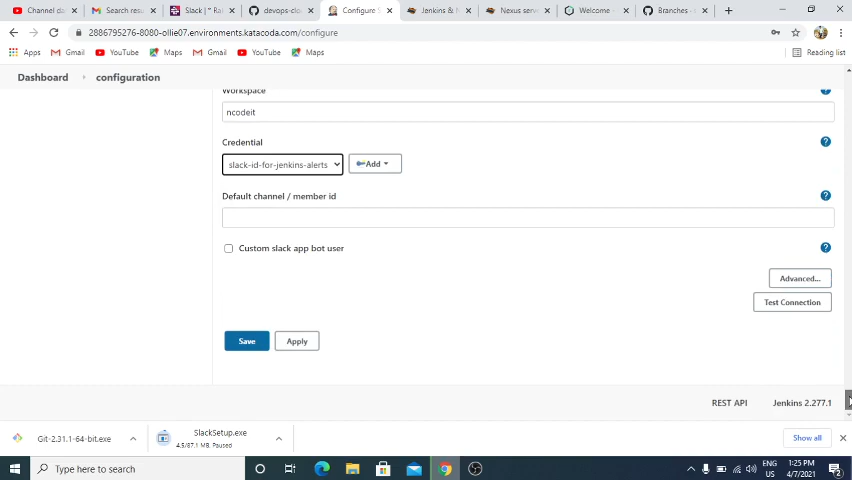 Channel da
Search resu
Slack | * Ra
devops-clo
Configure S
Jenkins & N
Nexus serv
Welcome -
Branches -
2886795276-8080-ollie07.environments.katacoda.com/configure
Apps
Gmail
YouTube
Maps
Gmail
YouTube
Maps
Reading list
Dashboard
configuration
Workspace
ncodeit
Credential
slack-id-for-jenkins-alerts
Add
Default channel / member id
Custom slack app bot user
Advanced...
Test Connection
Save
Apply
REST API
Jenkins 2.277.1
Git-2.31.1-64-bit.exe
SlackSetup.exe
4.5/87.1 MB, Paused
Show all
Type here to search
ENG
US
1:25 PM
4/7/2021
2